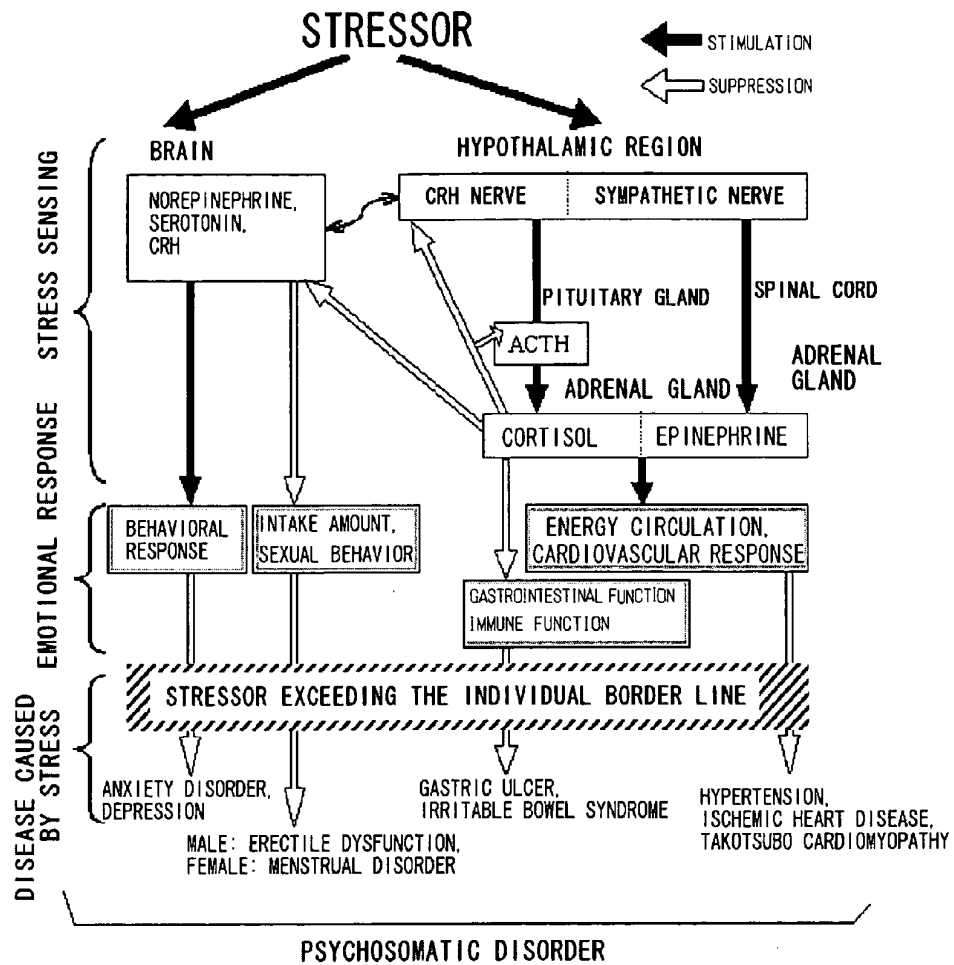 STRESSOR
STIMULATION
SUPPRESSION
STRESS SENSING
BRAIN
HYPOTHALAMIC REGION
NOREPINEPHRINE,
SEROTONIN,
CRH
CRH NERVE
SYMPATHETIC NERVE
PITUITARY GLAND
SPINAL CORD
ACTH
ADRENAL GLAND
ADRENAL
GLAND
CORTISOL
EPINEPHRINE
EMOTIONAL RESPONSE
BEHAVIORAL
RESPONSE
INTAKE AMOUNT,
SEXUAL BEHAVIOR
ENERGY CIRCULATION,
CARDIOVASCULAR RESPONSE
GASTROINTESTINAL FUNCTION
IMMUNE FUNCTION
DISEASE CAUSED
BY STRESS
STRESSOR EXCEEDING THE INDIVIDUAL BORDER LINE
ANXIETY DISORDER,
DEPRESSION
MALE: ERECTILE DYSFUNCTION,
FEMALE: MENSTRUAL DISORDER
GASTRIC ULCER,
IRRITABLE BOWEL SYNDROME
HYPERTENSION,
ISCHEMIC HEART DISEASE,
TAKOTSUBO CARDIOMYOPATHY
PSYCHOSOMATIC DISORDER